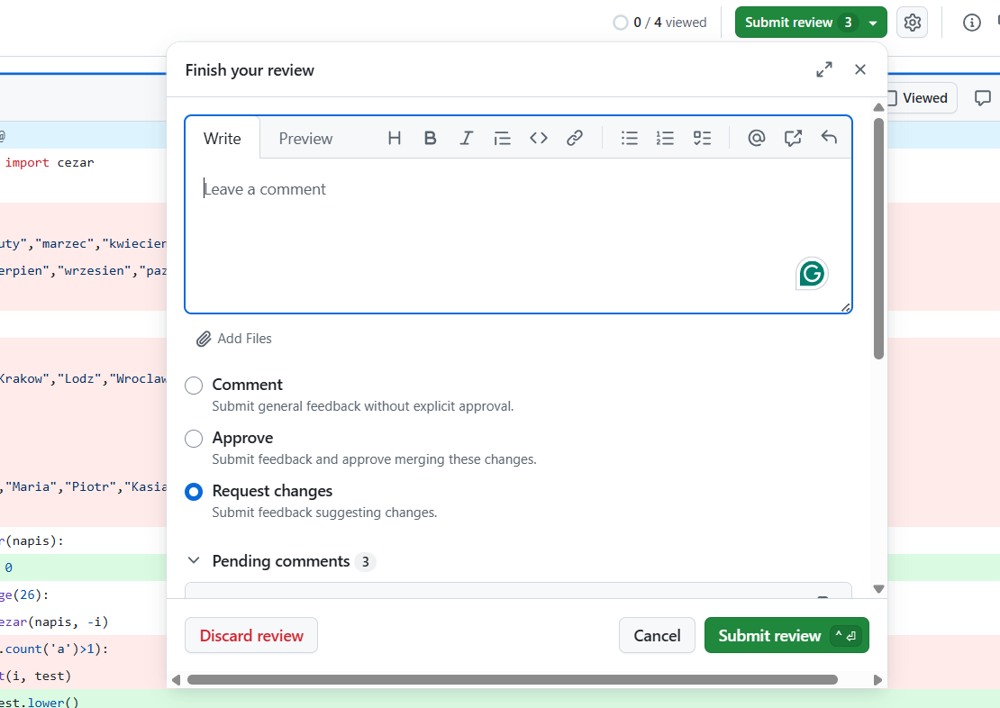 0 / 4 viewed
Submit review 3
Finish your review
Viewed
Write
Preview
Leave a comment
Add Files
Comment
Submit general feedback without explicit approval.
Approve
Submit feedback and approve merging these changes.
Request changes
Submit feedback suggesting changes.
Pending comments 3
Discard review
Cancel
Submit review ^ ⏎
@
import cezar
uty","marzec","kwiecien
erpien","wrzesien","paz
Krakow","Lodz","Wroclaw
,"Maria","Piotr","Kasia
r(napis):
0
ge(26):
ezar(napis, -i)
.count('a')>1):
t(i, test)
est.lower()